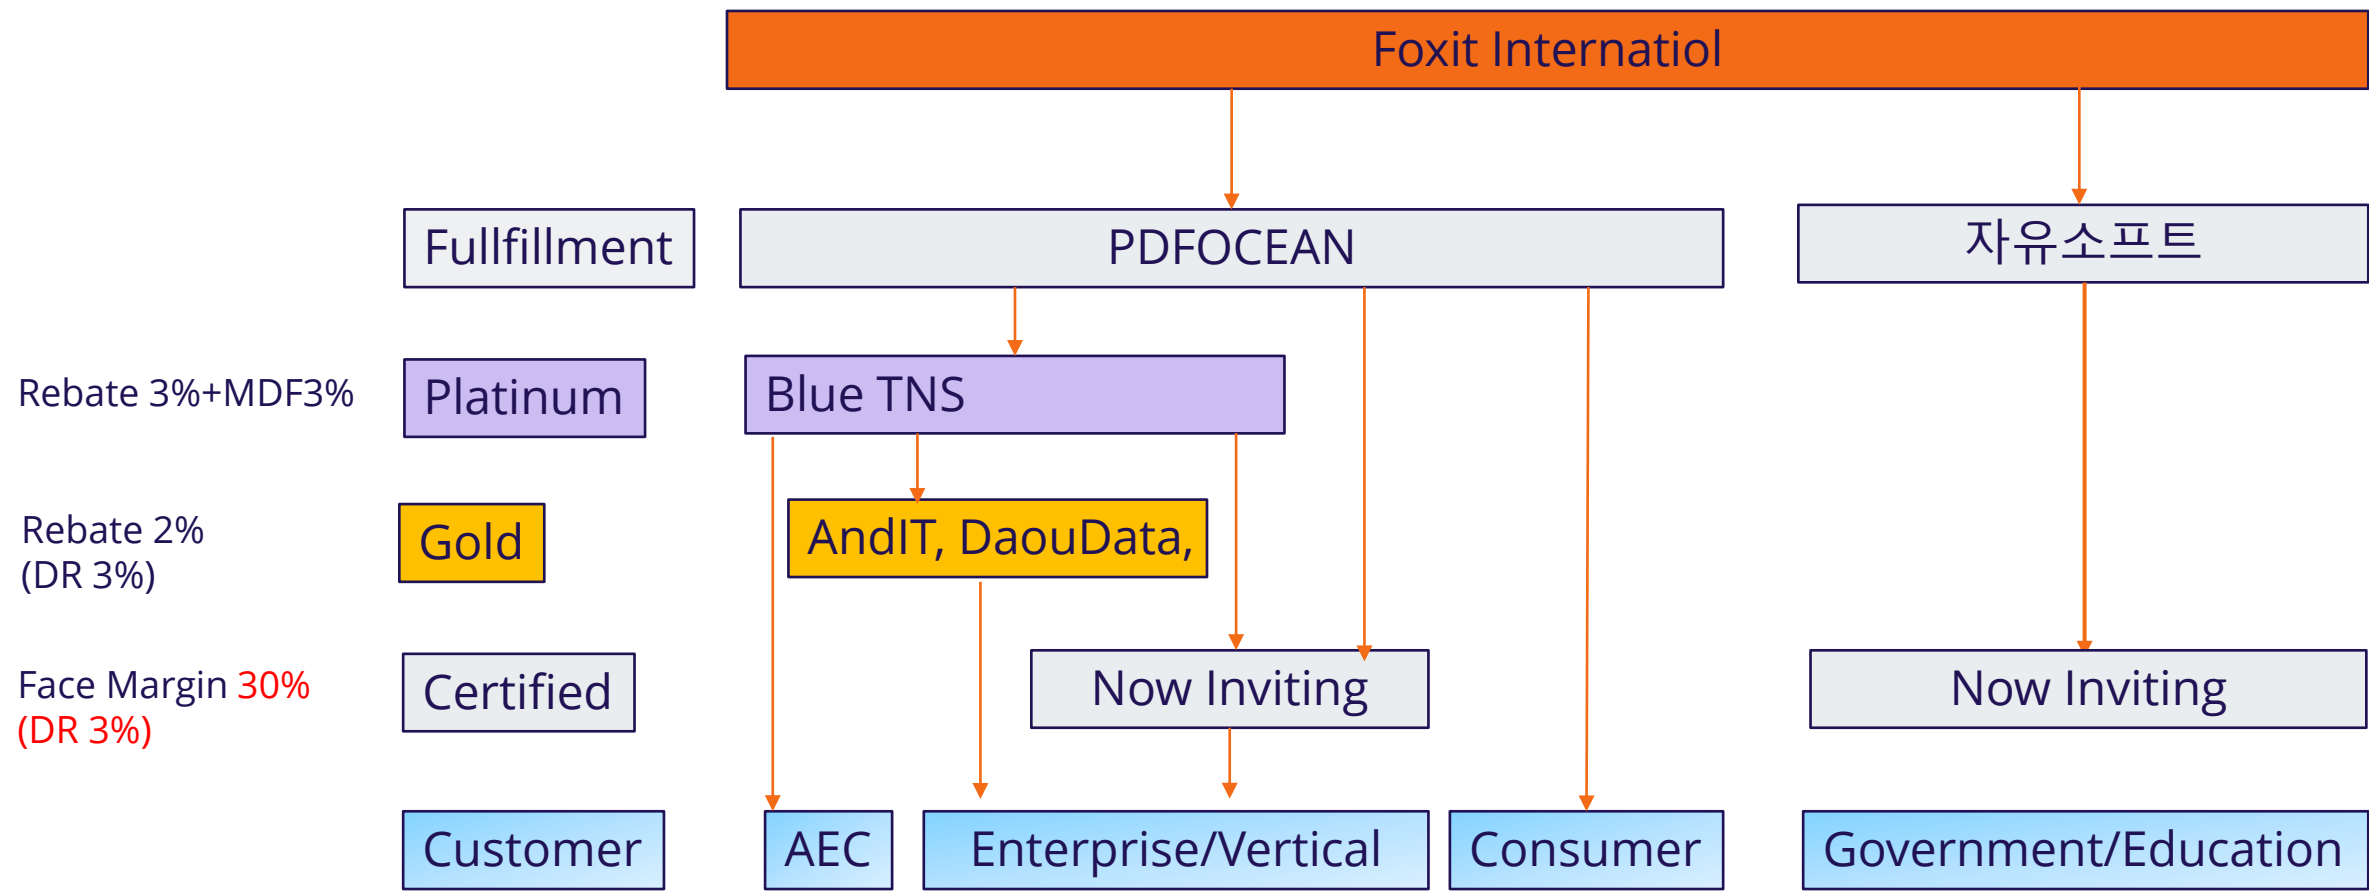 Foxit Internatiol
Fullfillment
PDFOCEAN
자유소프트
Rebate 3%+MDF3%
Platinum
Blue TNS
Rebate 2%
(DR 3%)
Gold
AndIT, DaouData,
Face Margin 30%
(DR 3%)
Certified
Now Inviting
Now Inviting
Customer
AEC
Enterprise/Vertical
Consumer
Government/Education